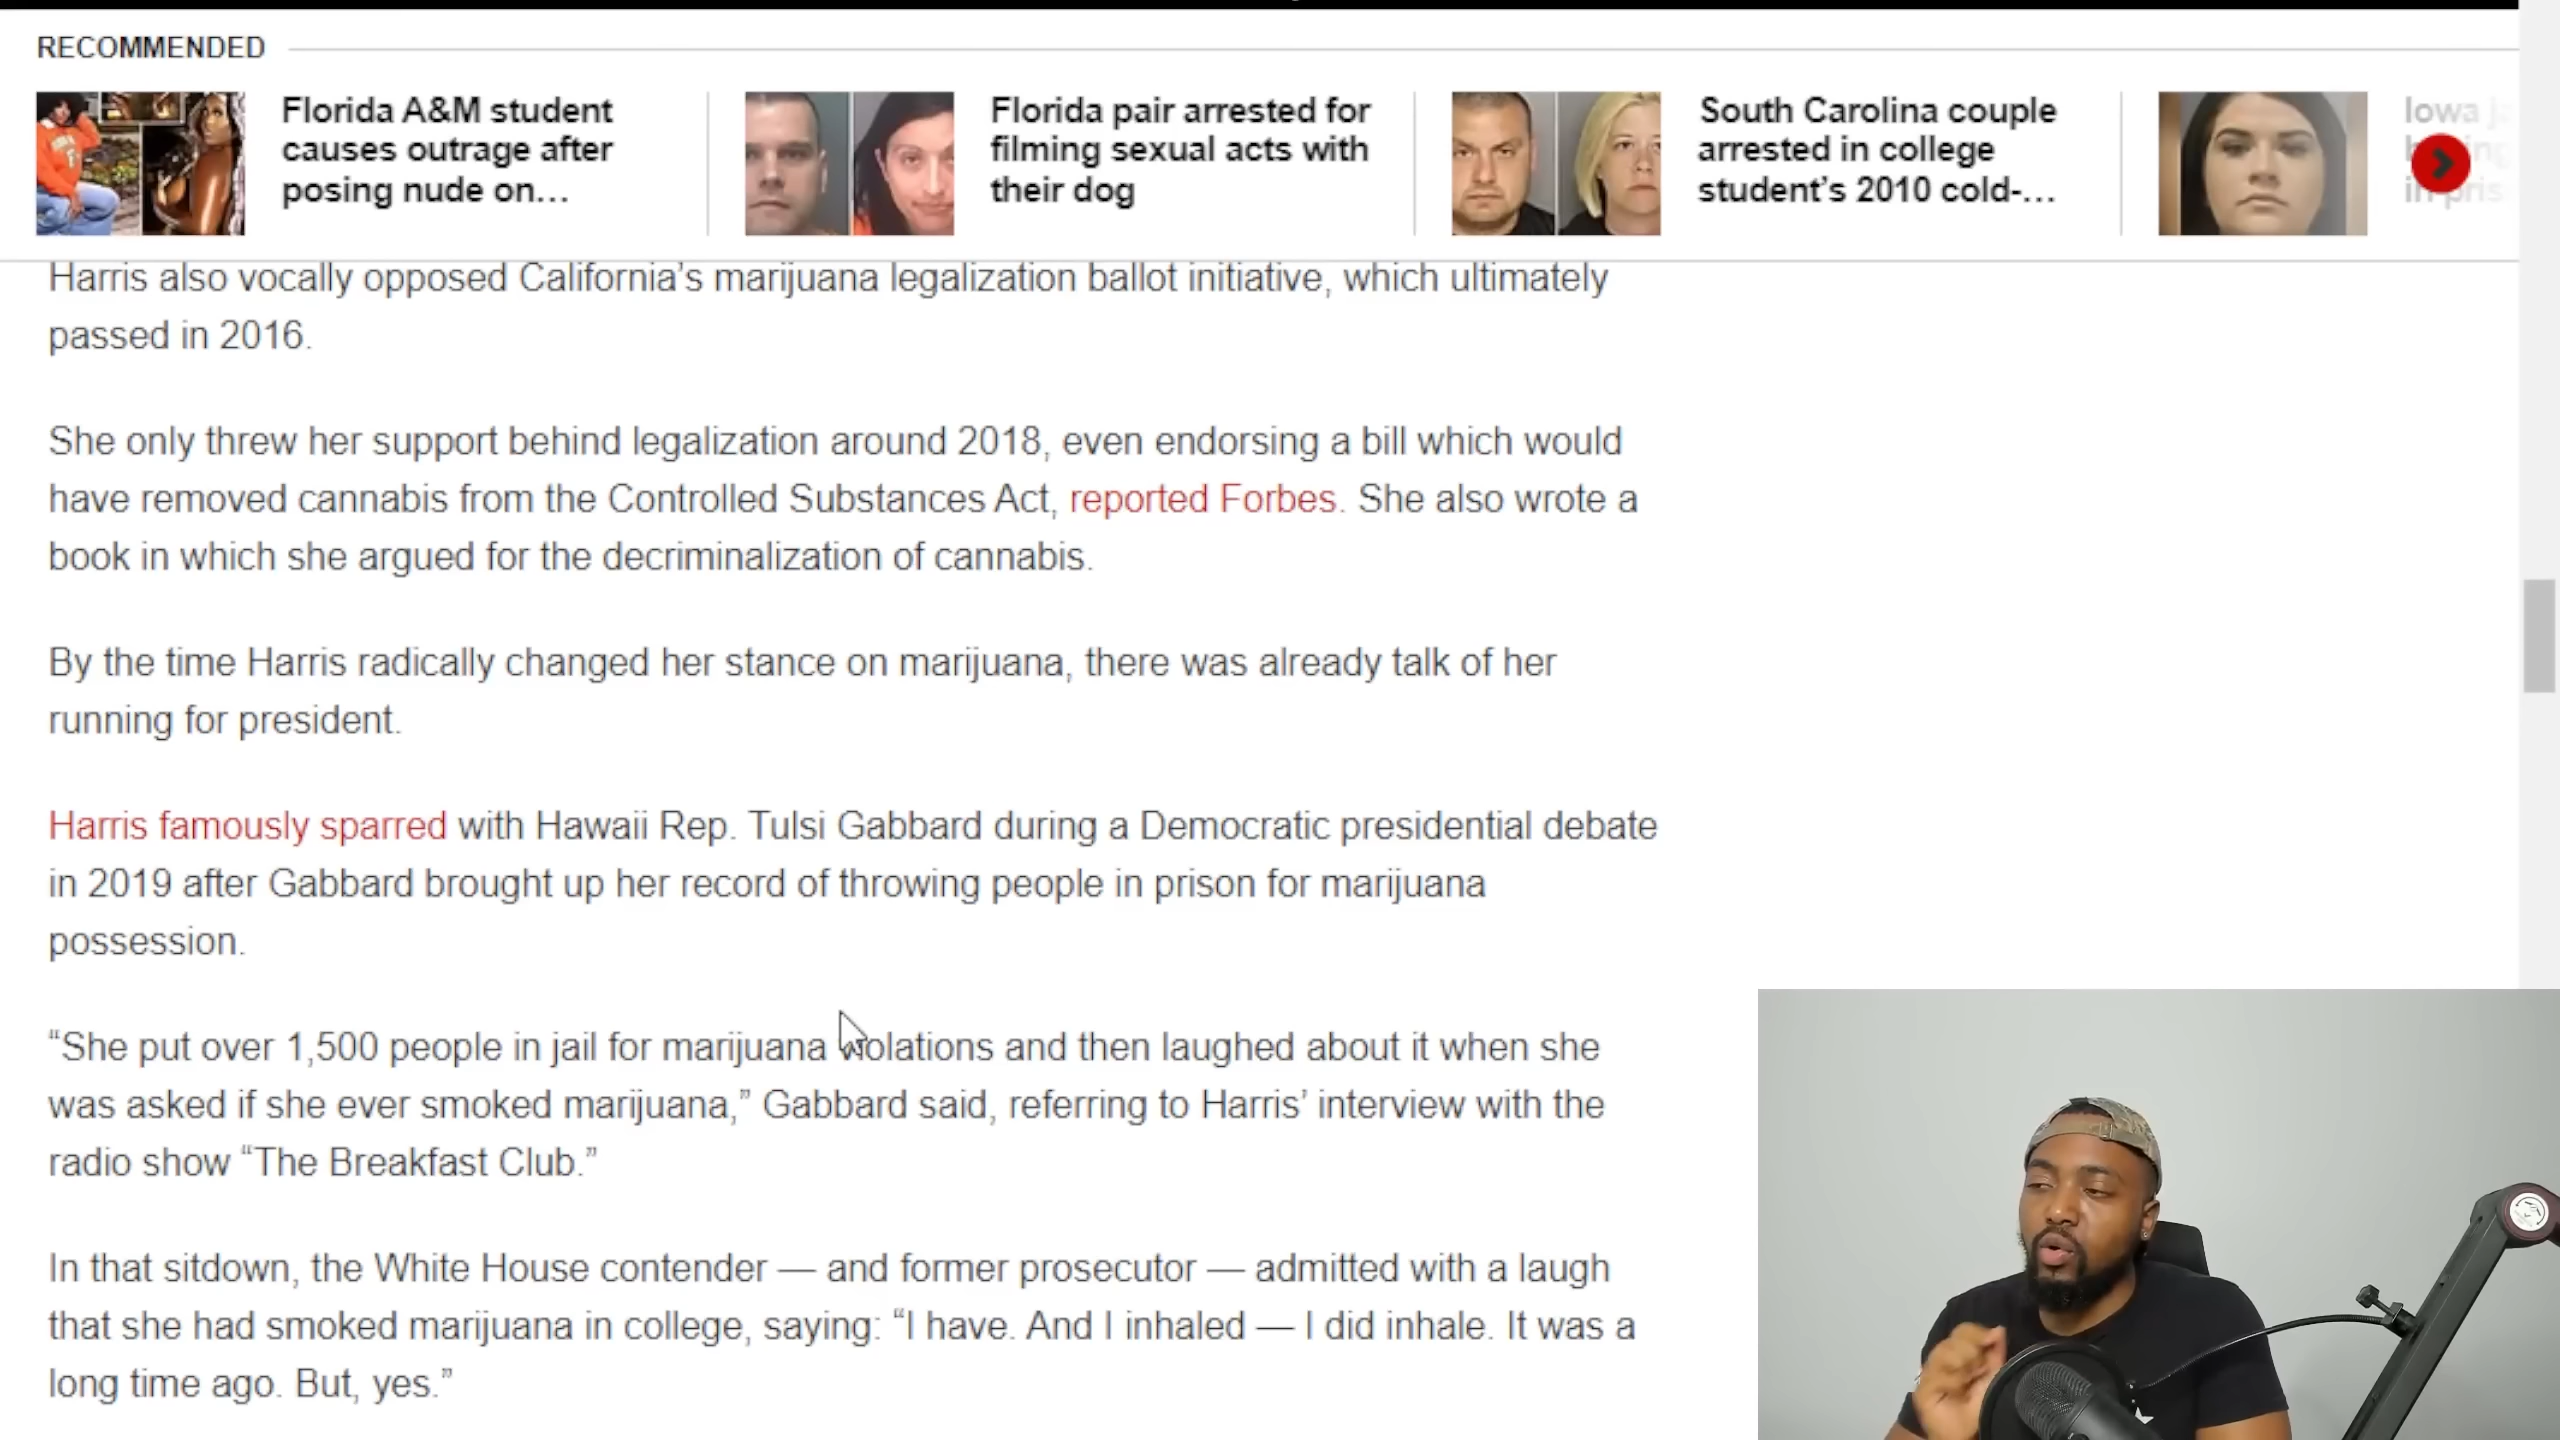 RECOMMENDED
Florida A&M student
causes outrage after
posing nude on...
Florida pair arrested for
filming sexual acts with
their dog
South Carolina couple
arrested in college
student’s 2010 cold-...
Iowa
Harris also vocally opposed California’s marijuana legalization ballot initiative, which ultimately
passed in 2016.
She only threw her support behind legalization around 2018, even endorsing a bill which would
have removed cannabis from the Controlled Substances Act, reported Forbes. She also wrote a
book in which she argued for the decriminalization of cannabis.
By the time Harris radically changed her stance on marijuana, there was already talk of her
running for president.
Harris famously sparred with Hawaii Rep. Tulsi Gabbard during a Democratic presidential debate
in 2019 after Gabbard brought up her record of throwing people in prison for marijuana
possession.
“She put over 1,500 people in jail for marijuana violations and then laughed about it when she
was asked if she ever smoked marijuana,” Gabbard said, referring to Harris’ interview with the
radio show “The Breakfast Club.”
In that sitdown, the White House contender — and former prosecutor — admitted with a laugh
that she had smoked marijuana in college, saying: “I have. And I inhaled — I did inhale. It was a
long time ago. But, yes.”